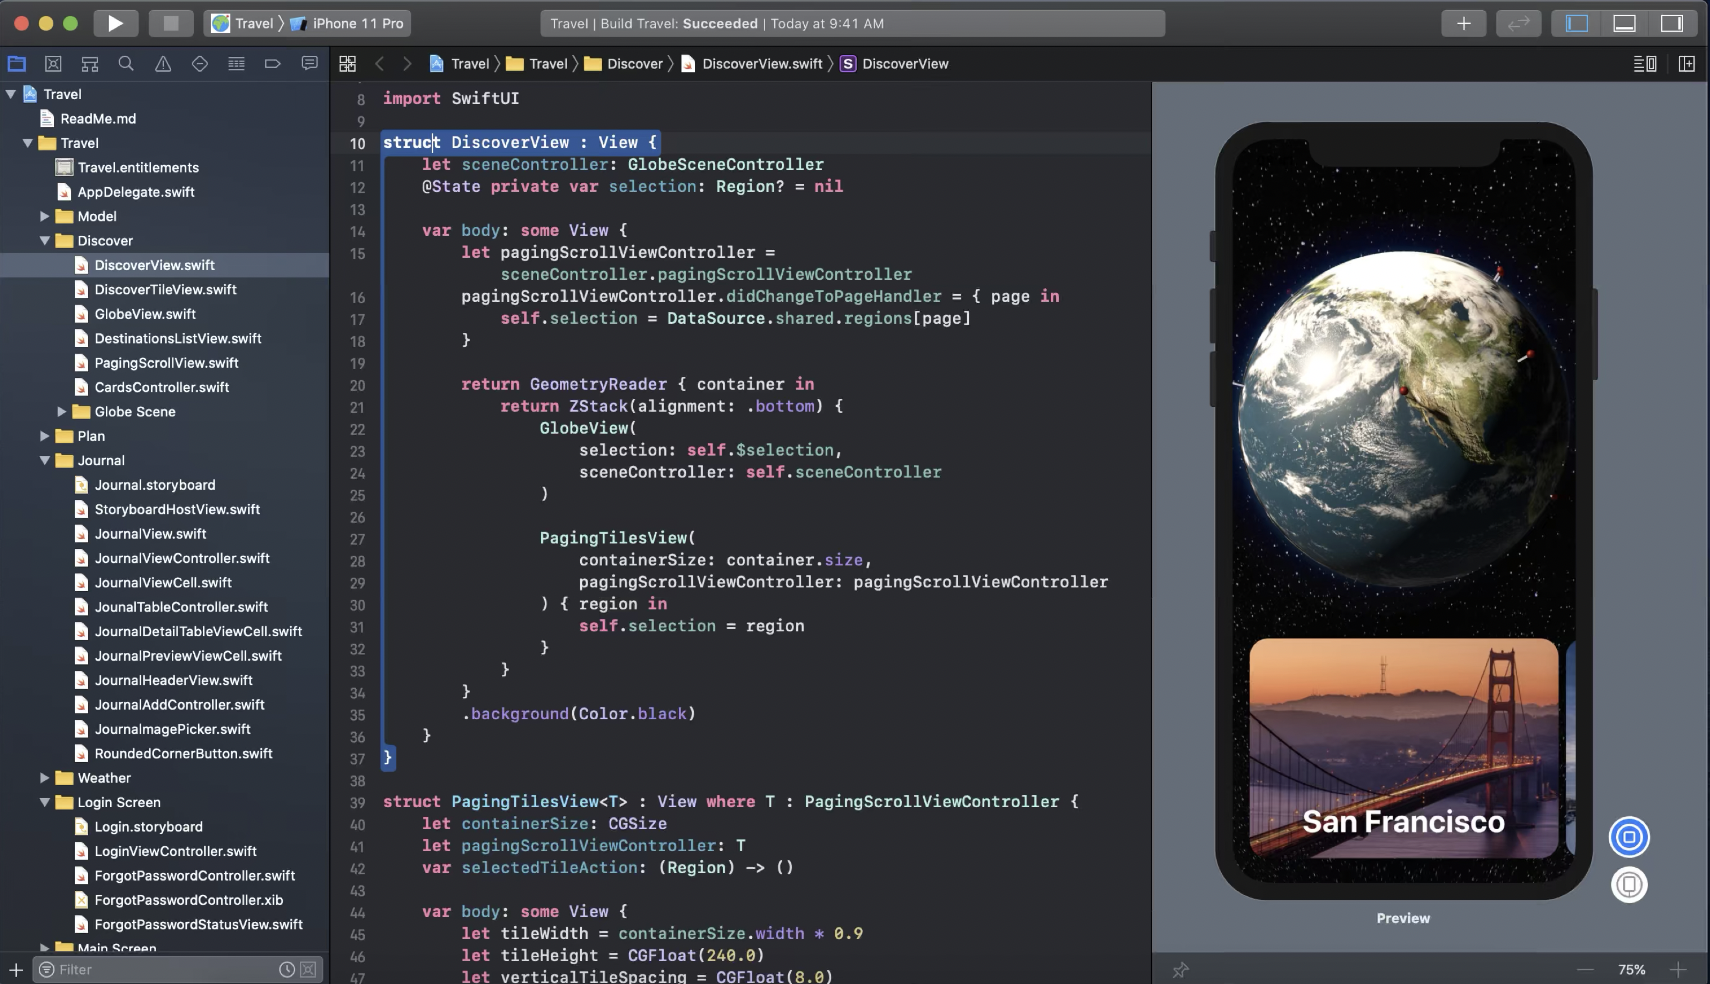 Travel
iPhone 11 Pro
Travel | Build Travel: Succeeded | Today at 9:41 AM
Travel
Travel
Discover
DiscoverView.swift
S
DiscoverView
Travel
ReadMe.md
Travel
Travel.entitlements
AppDelegate.swift
Model
Discover
DiscoverView.swift
DiscoverTileView.swift
GlobeView.swift
DestinationsListView.swift
PagingScrollView.swift
CardsController.swift
Globe Scene
Plan
Journal
Journal.storyboard
StoryboardHostView.swift
JournalView.swift
JournalViewController.swift
JournalViewCell.swift
JounalTableController.swift
JournalDetailTableViewCell.swift
JournalPreviewViewCell.swift
JournalHeaderView.swift
JournalAddController.swift
JournalmagePicker.swift
RoundedCornerButton.swift
Weather
Login Screen
Login.storyboard
LoginViewController.swift
ForgotPasswordController.swift
ForgotPasswordController.xib
ForgotPasswordStatusView.swift
Main Screen
Filter
8 import SwiftUI
9
10 struct DiscoverView : View {
11 let sceneController: GlobeSceneController
12 @State private var selection: Region? = nil
13
14 var body: some View {
15 let pagingScrollViewController =
sceneController.pagingScrollViewController
16 pagingScrollViewController.didChangeToPageHandler = { page in
17 self.selection = DataSource.shared.regions[page]
18 }
19
20 return GeometryReader { container in
21 return ZStack(alignment: .bottom) {
22 GlobeView(
23 selection: self.$selection,
24 sceneController: self.sceneController
25 )
26
27 PagingTilesView(
28 containerSize: container.size,
29 pagingScrollViewController: pagingScrollViewController
30 ) { region in
31 self.selection = region
32 }
33 }
34 }
35 .background(Color.black)
36 }
37 }
38
39 struct PagingTilesView<T> : View where T : PagingScrollViewController {
40 let containerSize: CGSize
41 let pagingScrollViewController: T
42 var selectedTileAction: (Region) -> ()
43
44 var body: some View {
45 let tileWidth = containerSize.width * 0.9
46 let tileHeight = CGFloat(240.0)
47 let verticalTileSpacing = CGFloat(8.0)
San Francisco
Preview
75%